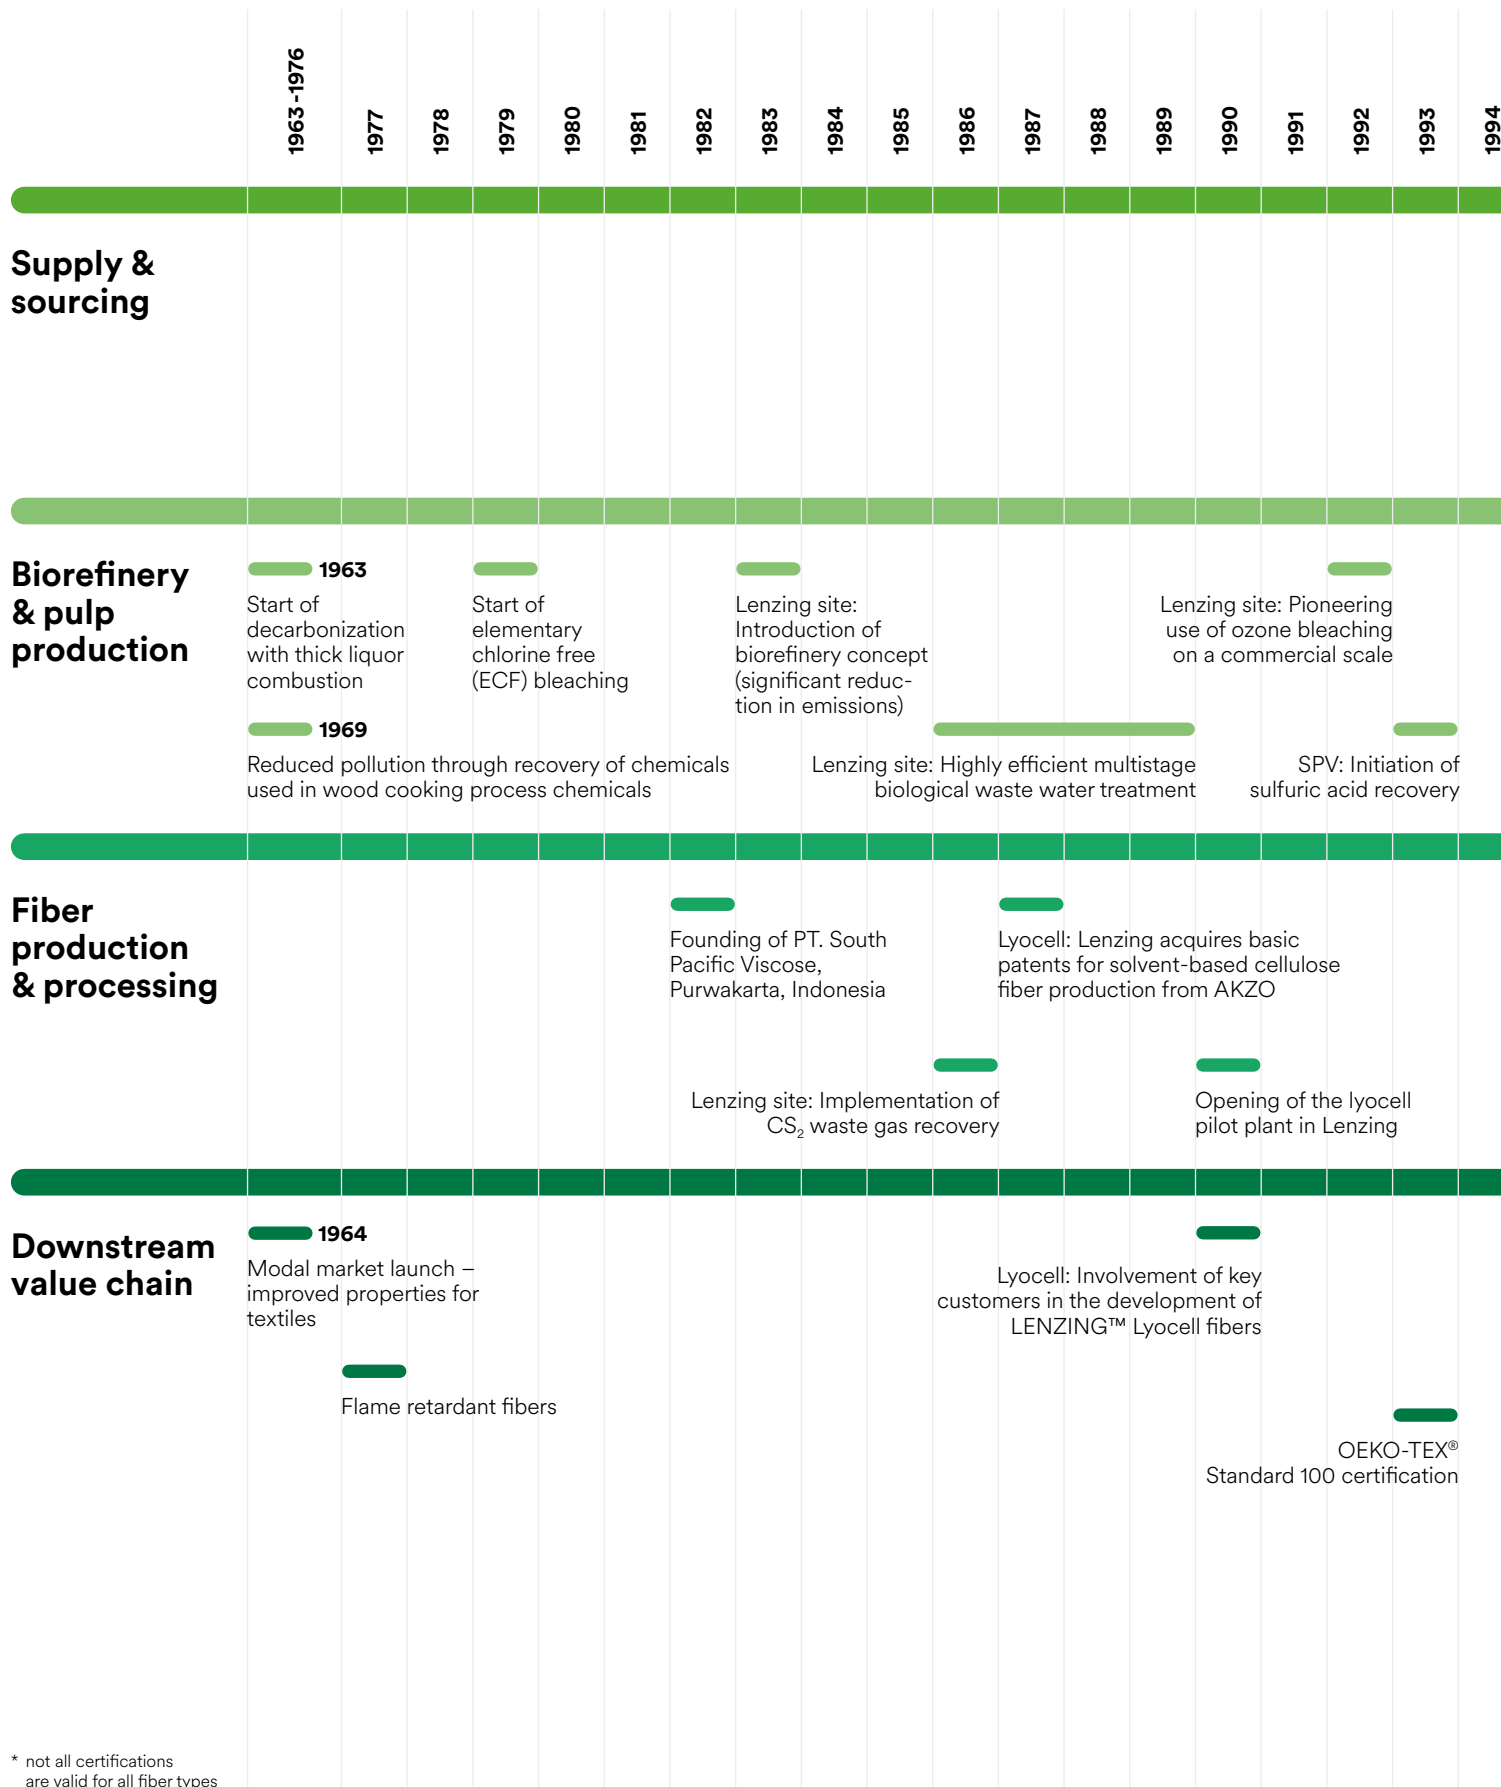 1963-1976
1977
1978
1979
1980
1981
1982
1983
1984
1985
1986
1987
1988
1989
1990
1991
1992
1993
1994
Supply &
sourcing
Biorefinery
& pulp
production
1963
Start of
decarbonization
with thick liquor
combustion
Start of
elementary
chlorine free
(ECF) bleaching
Lenzing site:
Introduction of
biorefinery concept
(significant reduc-
tion in emissions)
Lenzing site: Pioneering
use of ozone bleaching
on a commercial scale
1969
Reduced pollution through recovery of chemicals
used in wood cooking process chemicals
Lenzing site: Highly efficient multistage
biological waste water treatment
SPV: Initiation of
sulfuric acid recovery
Fiber
production
& processing
Founding of PT. South
Pacific Viscose,
Purwakarta, Indonesia
Lyocell: Lenzing acquires basic
patents for solvent-based cellulose
fiber production from AKZO
Lenzing site: Implementation of
CS₂ waste gas recovery
Opening of the lyocell
pilot plant in Lenzing
Downstream
value chain
1964
Modal market launch –
improved properties for
textiles
Lyocell: Involvement of key
customers in the development of
LENZING™ Lyocell fibers
Flame retardant fibers
OEKO-TEX®
Standard 100 certification
* not all certifications
are valid for all fiber types